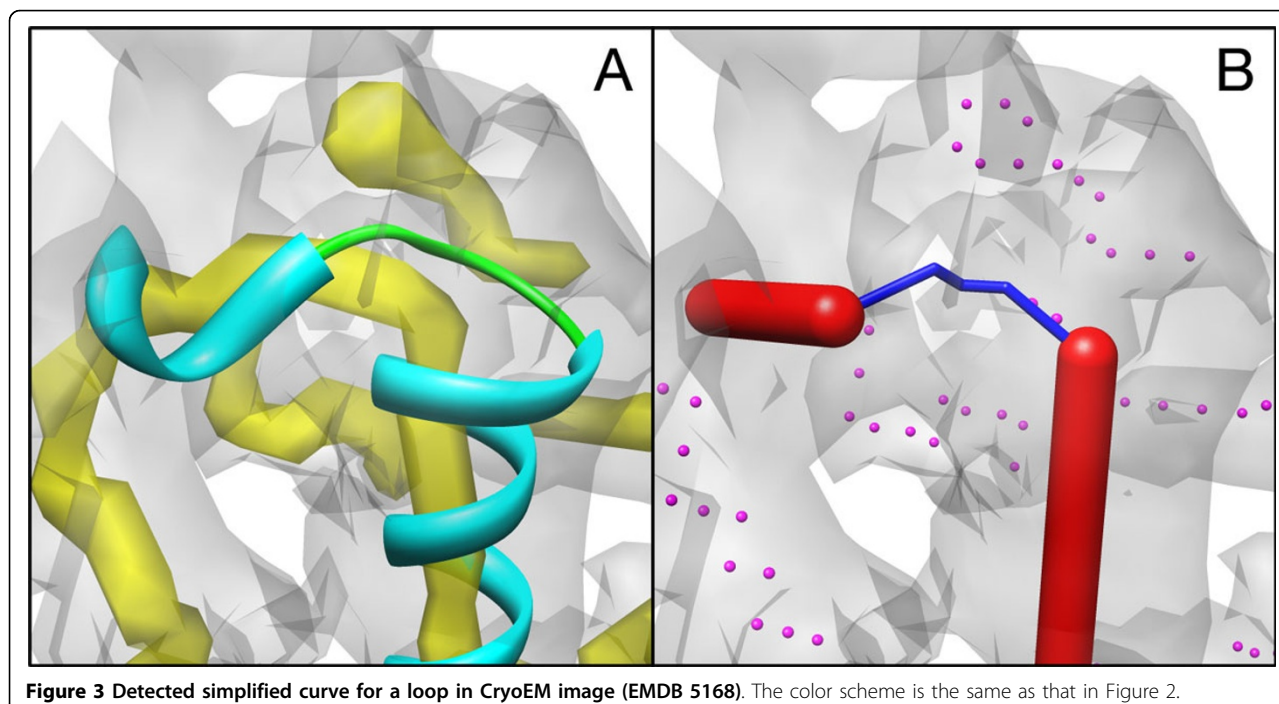 A
B
Figure 3 Detected simplified curve for a loop in CryoEM image (EMDB 5168). The color scheme is the same as that in Figure 2.